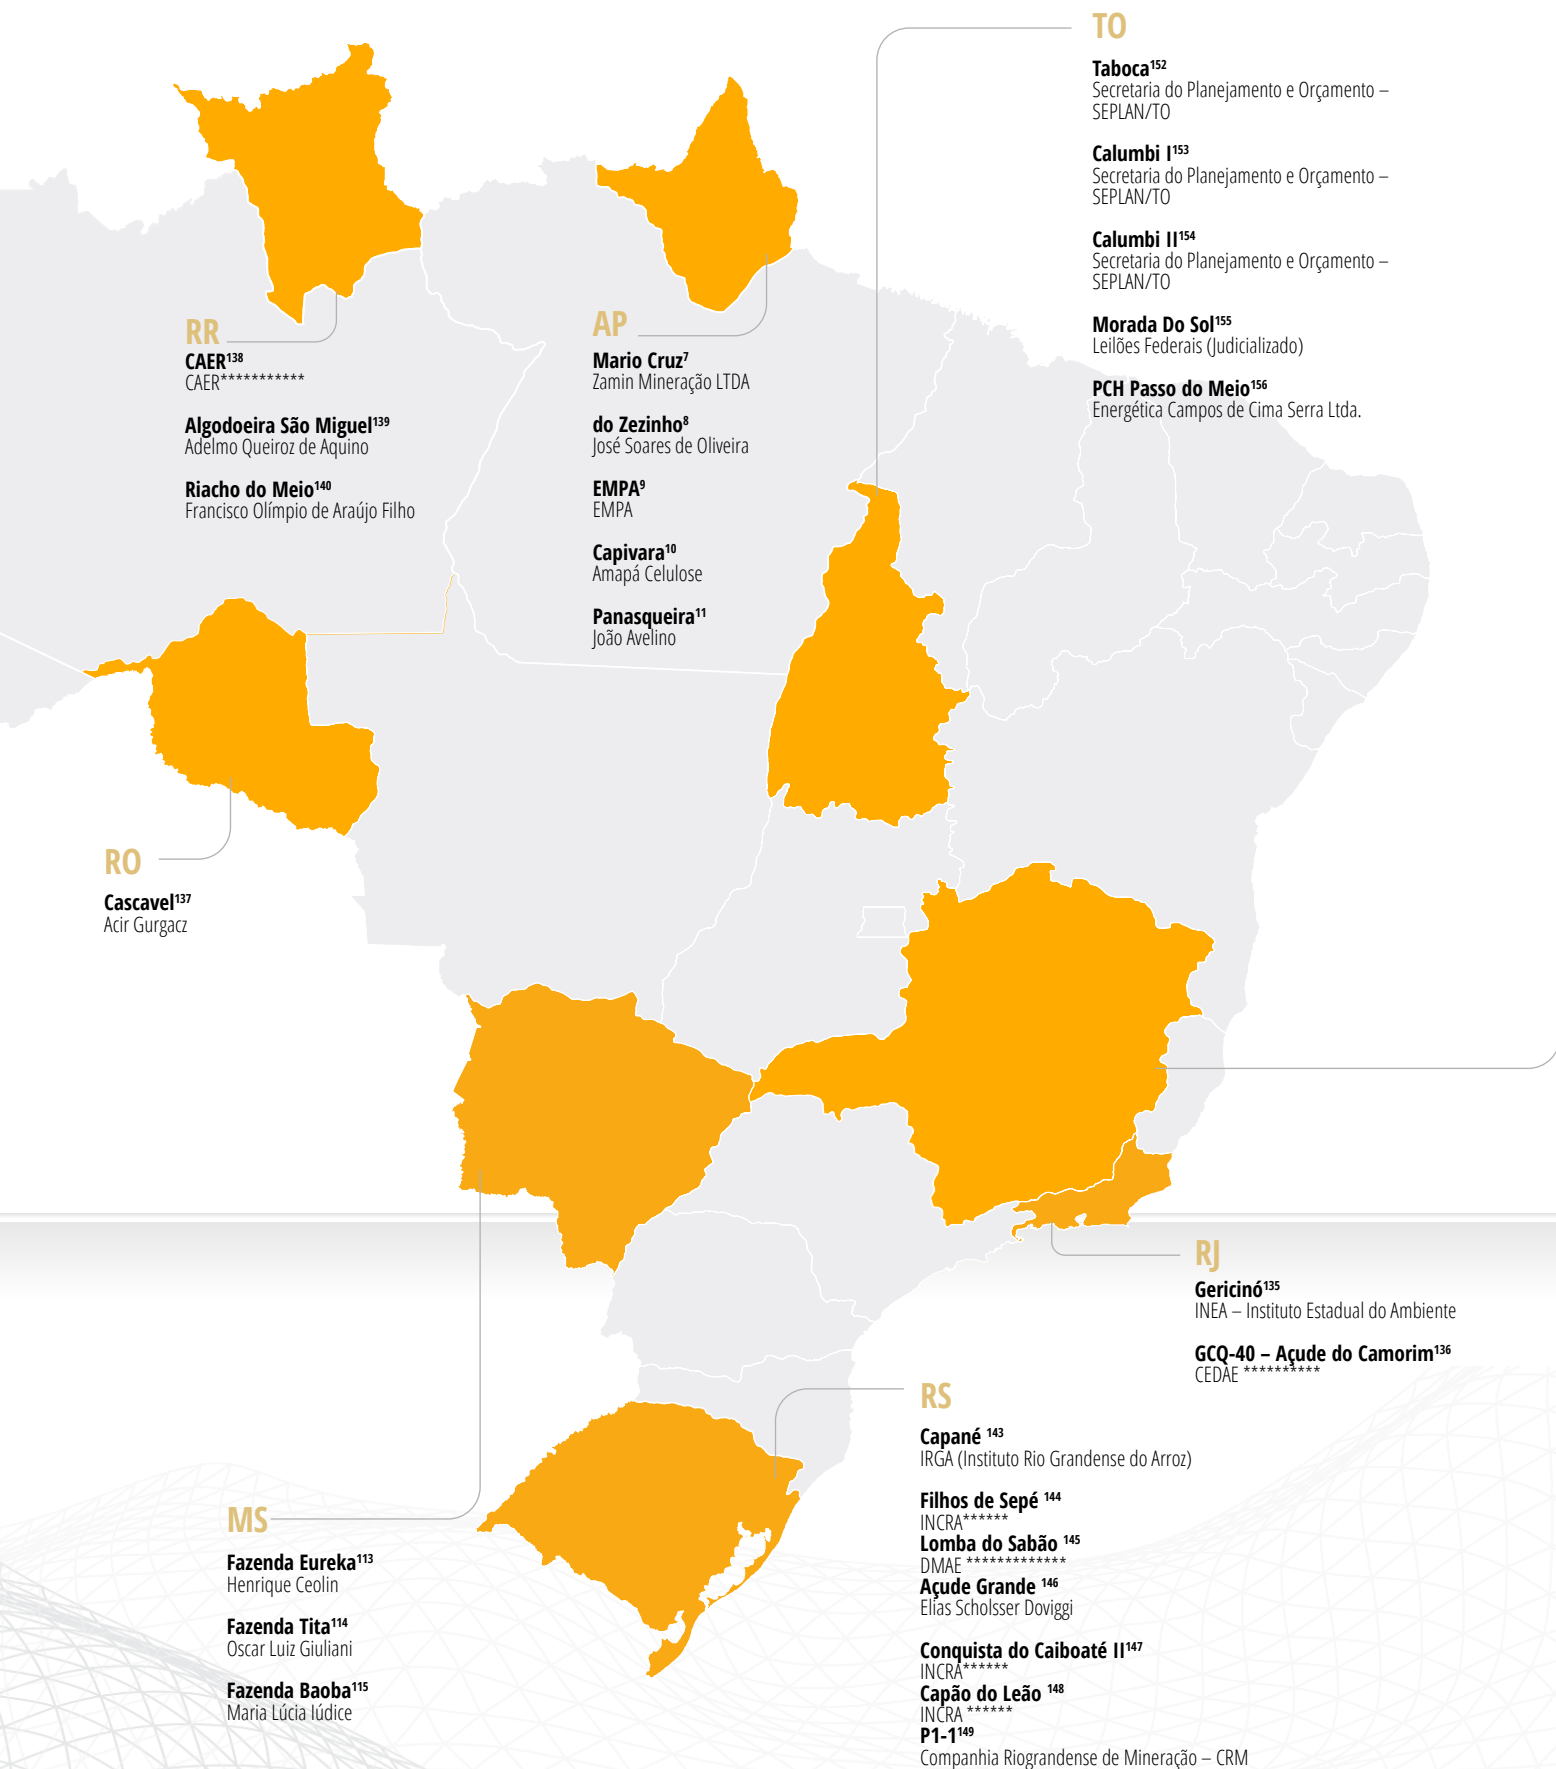 TO
Taboca152
Secretaria do Planejamento e Orçamento –
SEPLAN/TO
Calumbi I153
Secretaria do Planejamento e Orçamento –
SEPLAN/TO
Calumbi II154
Secretaria do Planejamento e Orçamento –
SEPLAN/TO
Morada Do Sol155
Leilões Federais (Judicializado)
PCH Passo do Meio156
Energética Campos de Cima Serra Ltda.
RR
CAER138
CAER***********
Algodoeira São Miguel139
Adelmo Queiroz de Aquino
Riacho do Meio140
Francisco Olímpio de Araújo Filho
AP
Mario Cruz7
Zamin Mineração LTDA
do Zezinho8
José Soares de Oliveira
EMPA9
EMPA
Capivara10
Amapá Celulose
Panasqueira11
João Avelino
RO
Cascavel137
Acir Gurgacz
RJ
Gericinó135
INEA – Instituto Estadual do Ambiente
GCQ-40 – Açude do Camorim136
CEDAE **********
RS
Capané 143
IRGA (Instituto Rio Grandense do Arroz)
Filhos de Sepé 144
INCRA******
Lomba do Sabão 145
DMAE *************
Açude Grande 146
Elias Scholsser Doviggi
Conquista do Caiboaté II147
INCRA******
Capão do Leão 148
INCRA ******
P1-1149
Companhia Riograndense de Mineração – CRM
MS
Fazenda Eureka113
Henrique Ceolin
Fazenda Tita114
Oscar Luiz Giuliani
Fazenda Baoba115
Maria Lúcia Iúdice